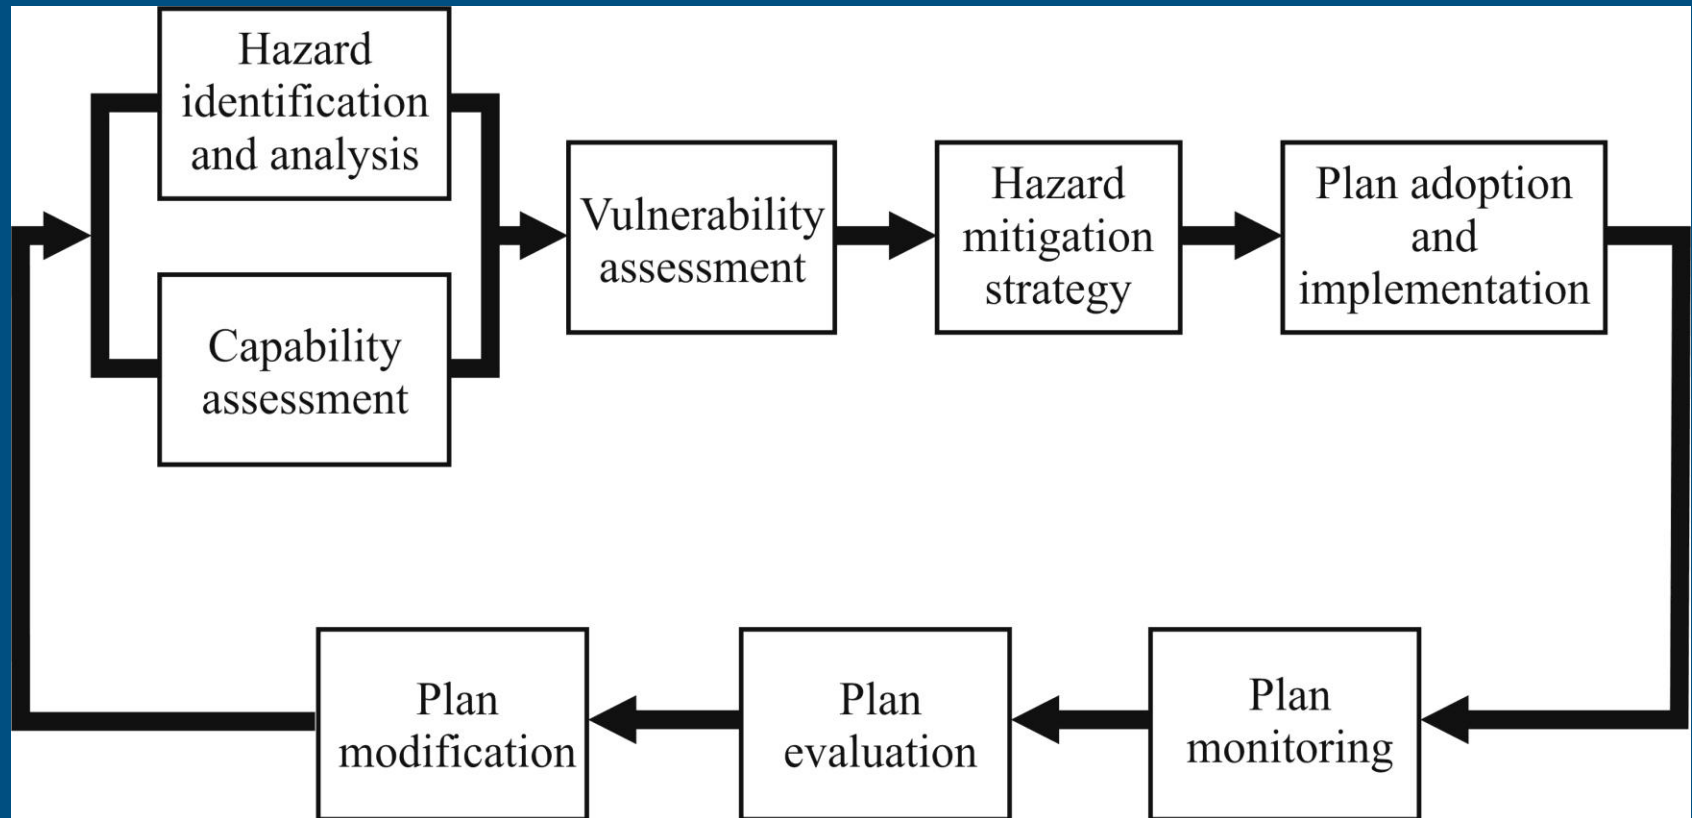 Hazard
identification
and analysis
Capability
assessment
Vulnerability
assessment
Hazard
mitigation
strategy
Plan adoption
and
implementation
Plan
monitoring
Plan
evaluation
Plan
modification